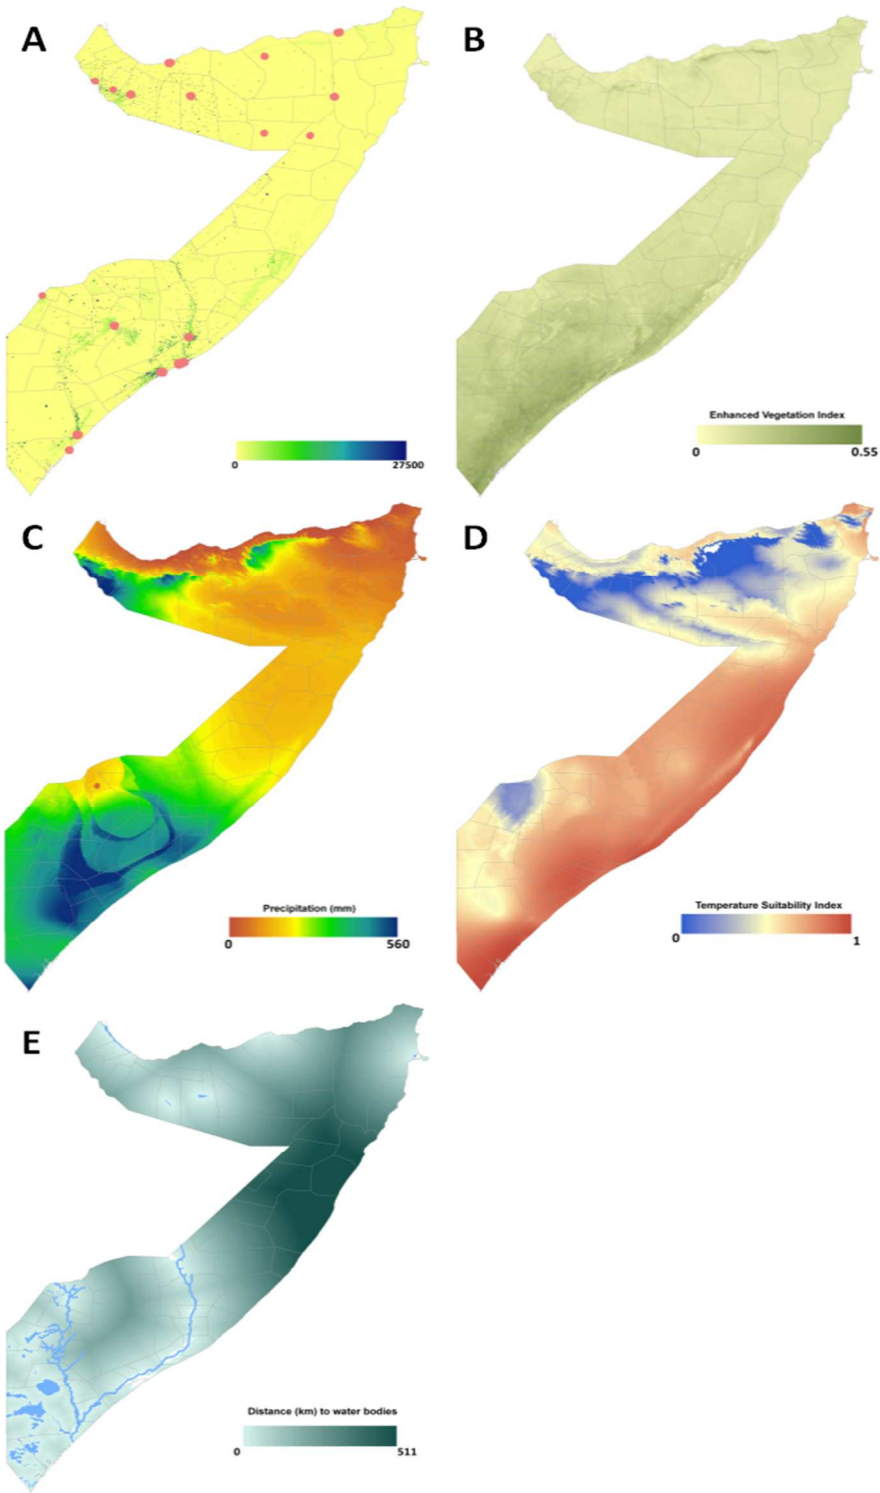 A
B
0
27500
Enhanced Vegetation Index
0
0.55
C
D
Precipitation (mm)
0
560
Temperature Suitability Index
0
1
E
Distance (km) to water bodies
0
511